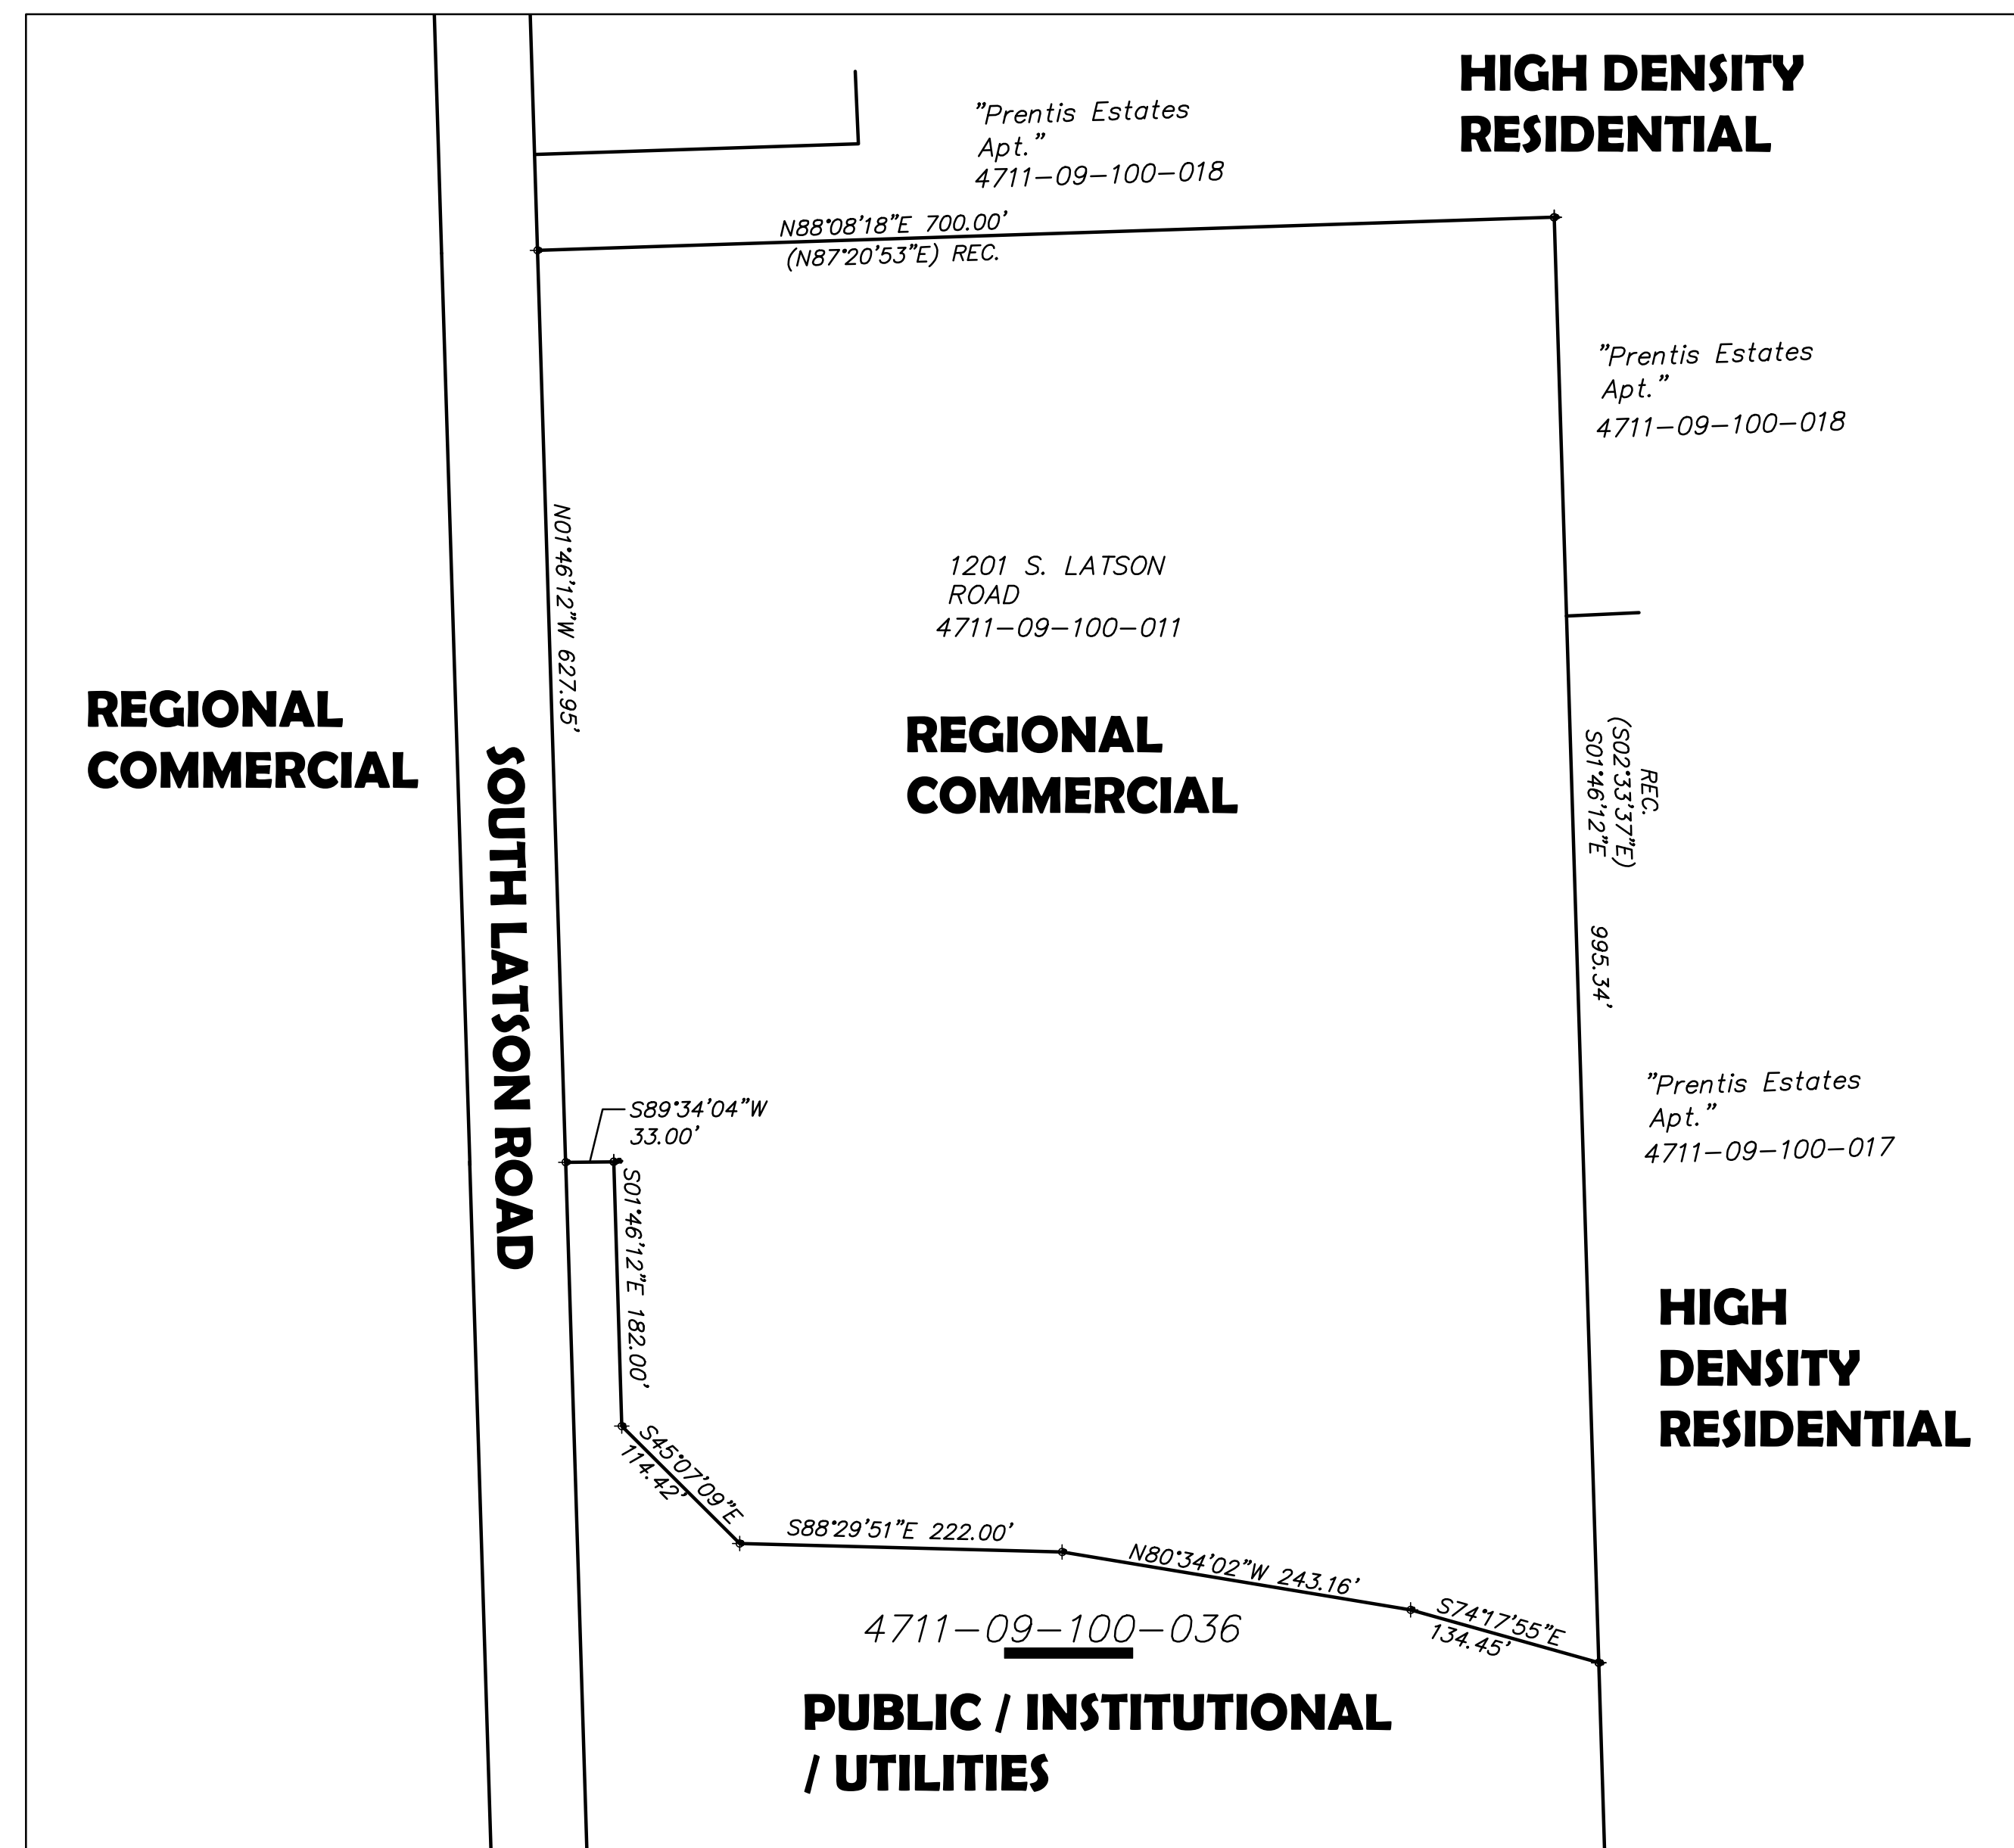 HIGH DENSITY
RESIDENTIAL
"Prentis Estates
Apt."
4711-09-100-018
N88°08'18"E 700.00'
(N87°20'53"E) REC.
"Prentis Estates
Apt."
4711-09-100-018
N01°46'12"W 627.95'
1201 S. LATSON
ROAD
4711-09-100-011
REGIONAL
COMMERCIAL
REGIONAL
COMMERCIAL
SOUTH LATSON ROAD
REC.
(S02°33'37"E)
S01°46'12"E 995.34'
"Prentis Estates
Apt."
4711-09-100-017
S89°34'04"W
33.00'
S01°46'12"E 182.00'
HIGH
DENSITY
RESIDENTIAL
S45°07'09"E
114.42'
S88°29'51"E 222.00'
N80°34'02"W 243.16'
S74°17'55"E
134.45'
4711-09-100-036
PUBLIC / INSTITUTIONAL
/ UTILITIES